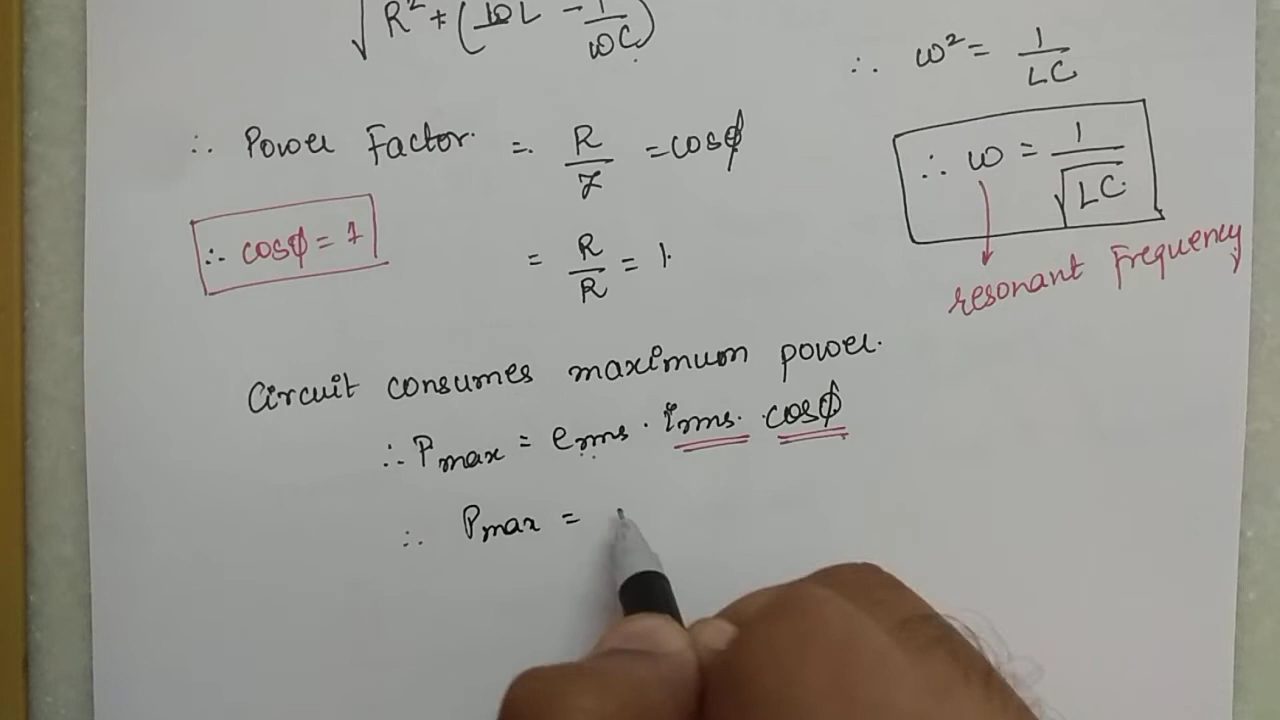 √R² + (ωL - 1/ωC)
∴ Power Factor. = R/Z = cosϕ
∴ cosϕ = 1
= R/R = 1.
Circuit consumes maximum power.
∴ Pmax = erms . irms . cosϕ
∴ Pmax =
∴ ω² = 1/LC
∴ ω = 1/√LC
resonant Frequency